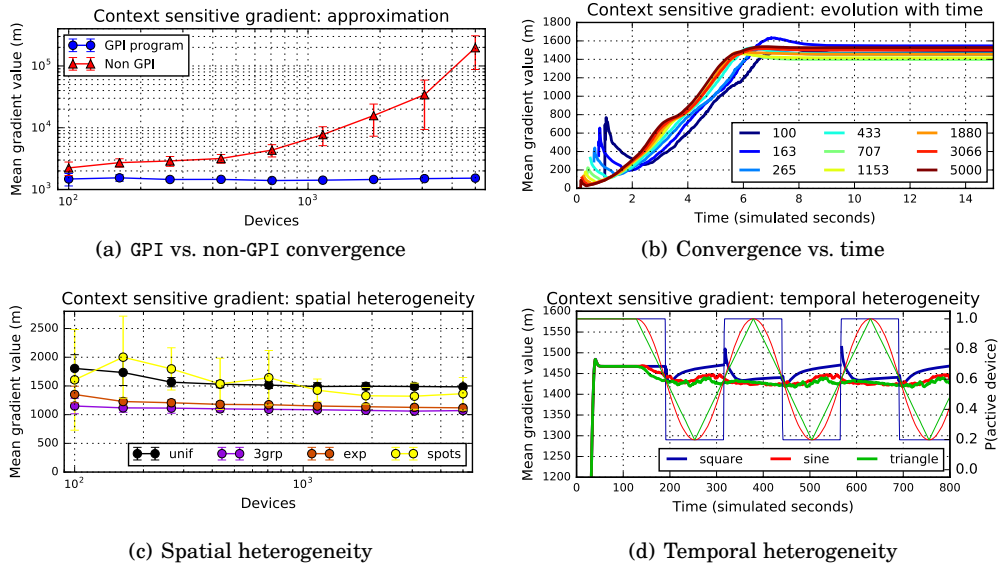 Context sensitive gradient: approximation
Mean gradient value (m)
10^5
10^4
10^3
GPI program
Non GPI
10^2
10^3
Devices
(a) GPI vs. non-GPI convergence
Context sensitive gradient: evolution with time
Mean gradient value (m)
1800
1600
1400
1200
1000
800
600
400
200
0
100 433 1880
163 707 3066
265 1153 5000
0 2 4 6 8 10 12 14
Time (simulated seconds)
(b) Convergence vs. time
Context sensitive gradient: spatial heterogeneity
Mean gradient value (m)
2500
2000
1500
1000
500
0
unif 3grp exp spots
10^2
10^3
Devices
(c) Spatial heterogeneity
Context sensitive gradient: temporal heterogeneity
Mean gradient value (m)
1600
1550
1500
1450
1400
1350
1300
1250
1200
1.0
0.8
0.6
0.4
0.2
0.0
P(active device)
square sine triangle
0 100 200 300 400 500 600 700 800
Time (simulated seconds)
(d) Temporal heterogeneity